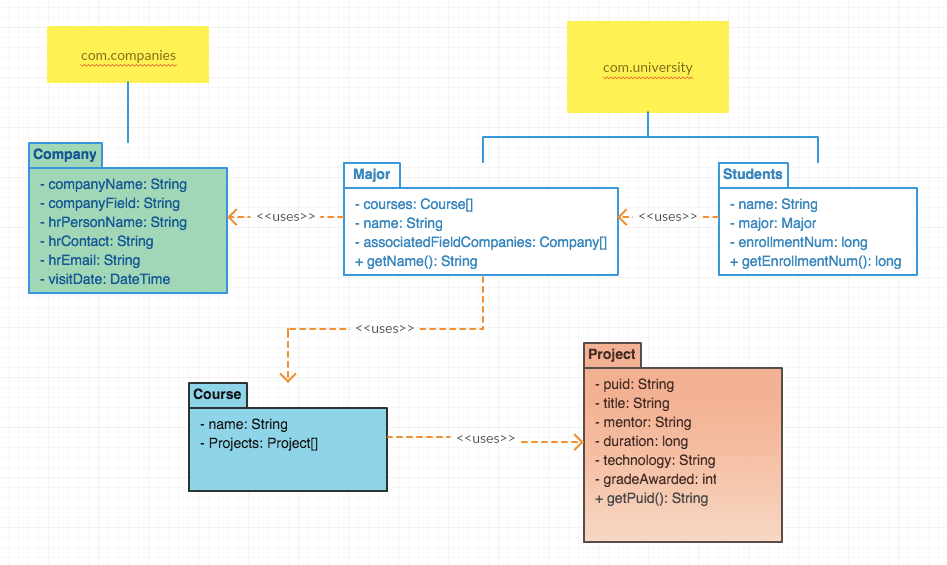 com.companies
com.university
Company
- companyName: String
- companyField: String
- hrPersonName: String
- hrContact: String
- hrEmail: String
- visitDate: DateTime
<<uses>>
Major
- courses: Course[]
- name: String
- associatedFieldCompanies: Company[]
+ getName(): String
<<uses>>
Students
- name: String
- major: Major
- enrollmentNum: long
+ getEnrollmentNum(): long
<<uses>>
Course
- name: String
- Projects: Project[]
<<uses>>
Project
- puid: String
- title: String
- mentor: String
- duration: long
- technology: String
- gradeAwarded: int
+ getPuid(): String